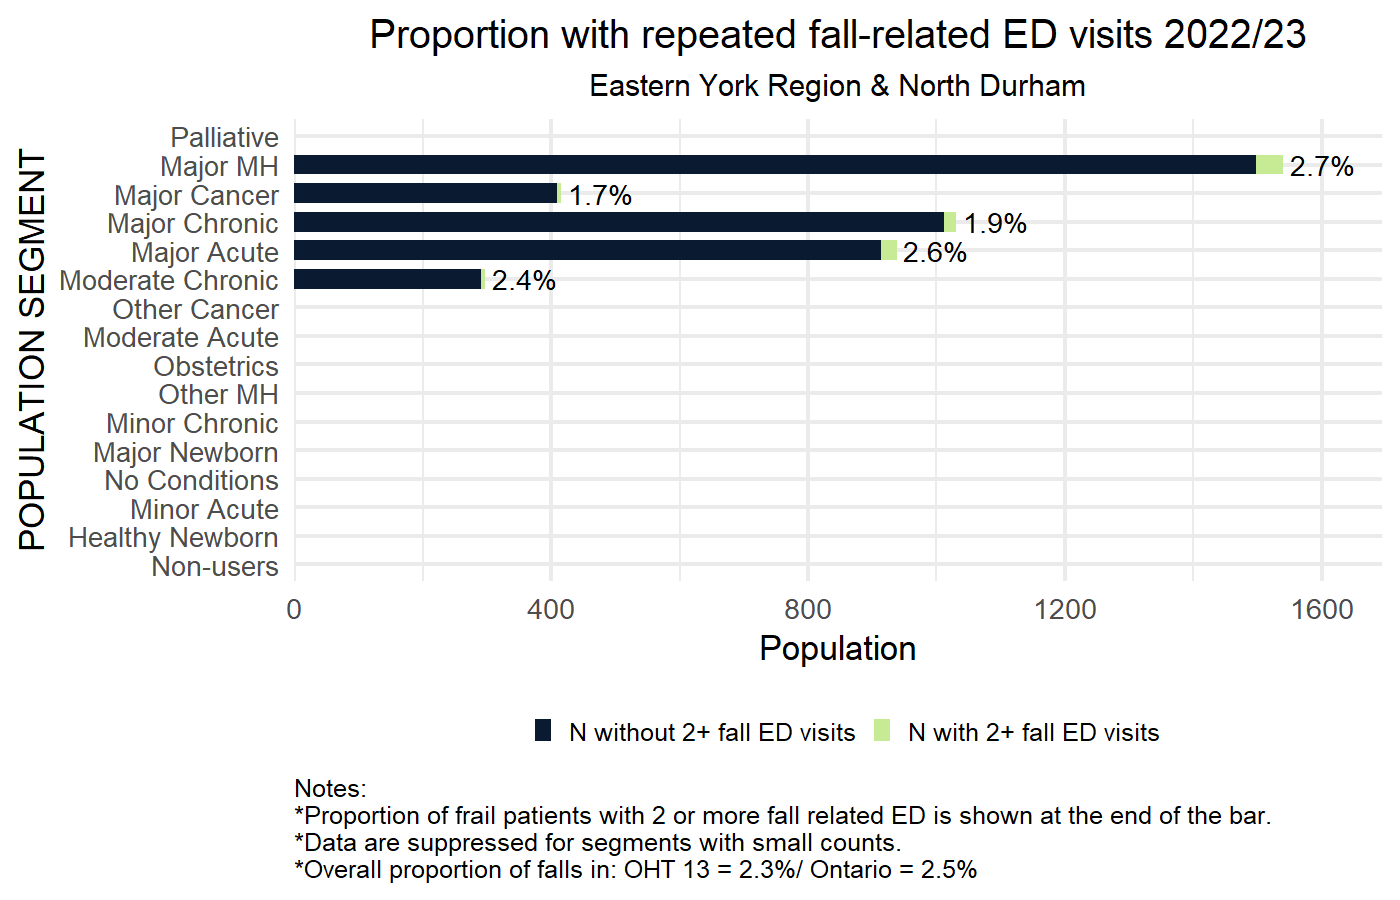 Proportion with repeated fall-related ED visits 2022/23
Eastern York Region & North Durham
POPULATION SEGMENT
Palliative
Major MH 2.7%
Major Cancer 1.7%
Major Chronic 1.9%
Major Acute 2.6%
Moderate Chronic 2.4%
Other Cancer
Moderate Acute
Obstetrics
Other MH
Minor Chronic
Major Newborn
No Conditions
Minor Acute
Healthy Newborn
Non-users
0 400 800 1200 1600
Population
N without 2+ fall ED visits N with 2+ fall ED visits
Notes:
*Proportion of frail patients with 2 or more fall related ED is shown at the end of the bar.
*Data are suppressed for segments with small counts.
*Overall proportion of falls in: OHT 13 = 2.3%/ Ontario = 2.5%